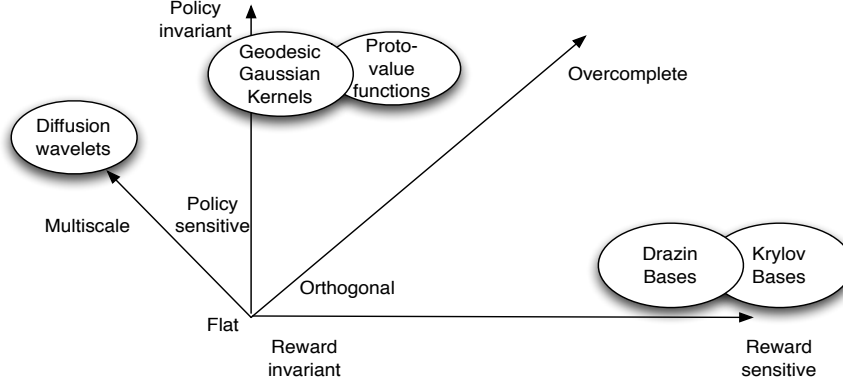 Policy
invariant
Geodesic
Gaussian
Kernels
Proto-
value
functions
Overcomplete
Diffusion
wavelets
Multiscale
Policy
sensitive
Drazin
Bases
Krylov
Bases
Orthogonal
Flat
Reward
invariant
Reward
sensitive